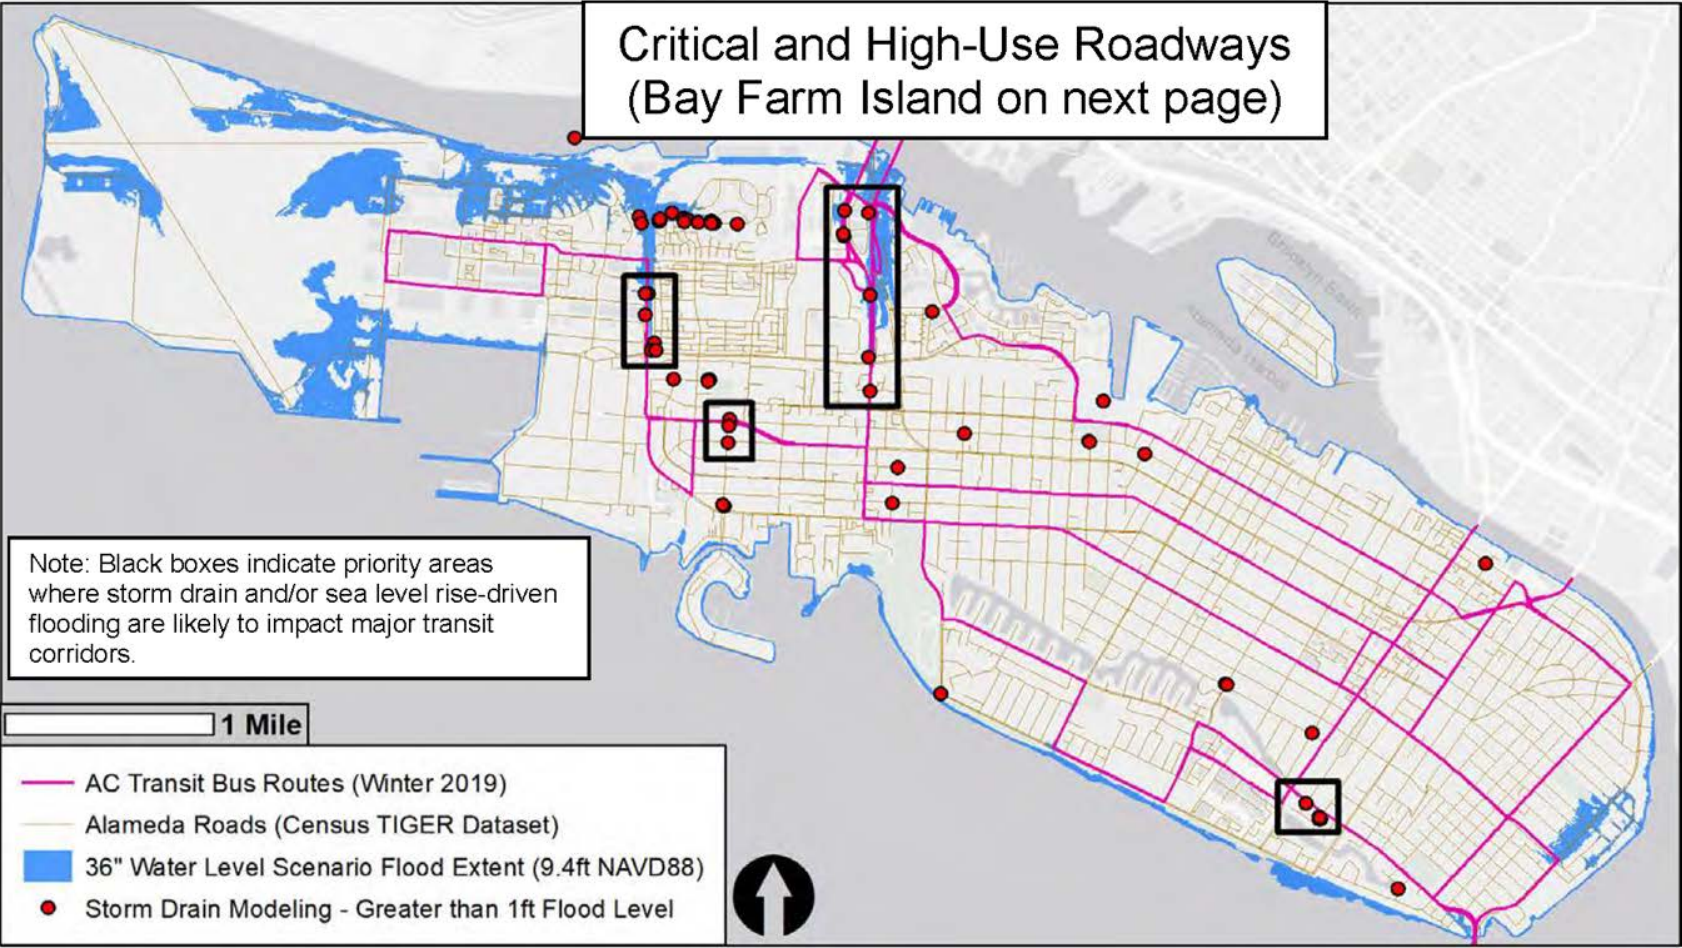 Critical and High-Use Roadways
(Bay Farm Island on next page)
Brooklyn Basin
Note: Black boxes indicate priority areas
where storm drain and/or sea level rise-driven
flooding are likely to impact major transit
corridors.
1 Mile
AC Transit Bus Routes (Winter 2019)
Alameda Roads (Census TIGER Dataset)
36" Water Level Scenario Flood Extent (9.4ft NAVD88)
Storm Drain Modeling - Greater than 1ft Flood Level